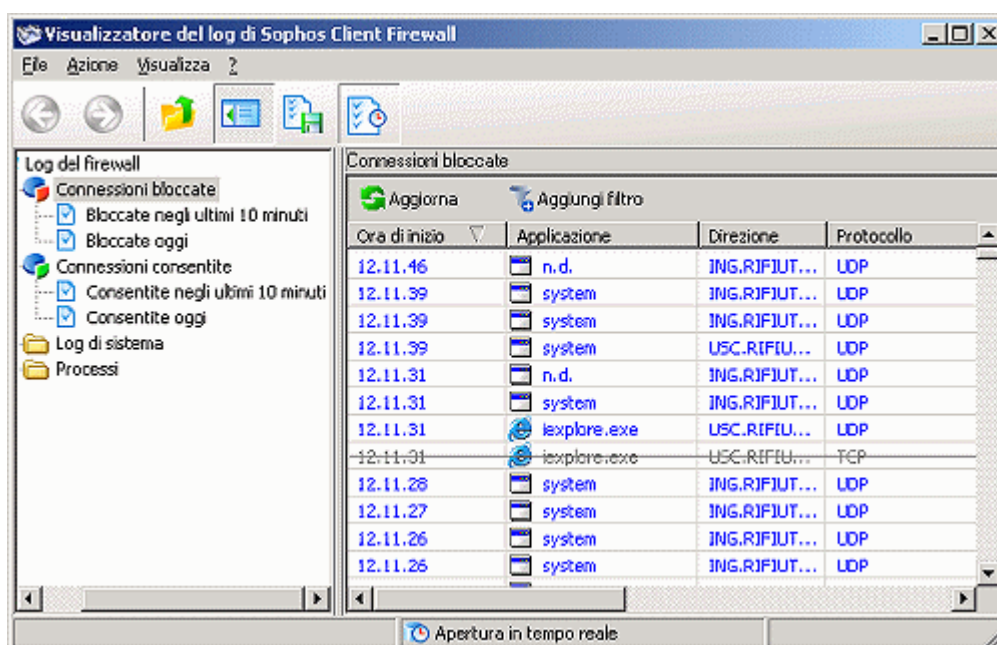 Visualizzatore del log di Sophos Client Firewall
File Azione Visualizza ?
Log del firewall
Connessioni bloccate
Bloccate negli ultimi 10 minuti
Bloccate oggi
Connessioni consentite
Consentite negli ultimi 10 minuti
Consentite oggi
Log di sistema
Processi
Connessioni bloccate
Aggiorna Aggiungi filtro
Ora di inizio Applicazione Direzione Protocollo
12.11.46 n.d. ING.RIFIUT... UDP
12.11.39 system ING.RIFIUT... UDP
12.11.39 system ING.RIFIUT... UDP
12.11.39 system USC.RIFIU... UDP
12.11.31 n.d. ING.RIFIUT... UDP
12.11.31 system ING.RIFIUT... UDP
12.11.31 iexplore.exe USC.RIFIU... UDP
12.11.31 iexplore.exe USC.RIFIU... TCP
12.11.28 system ING.RIFIUT... UDP
12.11.27 system ING.RIFIUT... UDP
12.11.26 system ING.RIFIUT... UDP
12.11.26 system ING.RIFIUT... UDP
Apertura in tempo reale